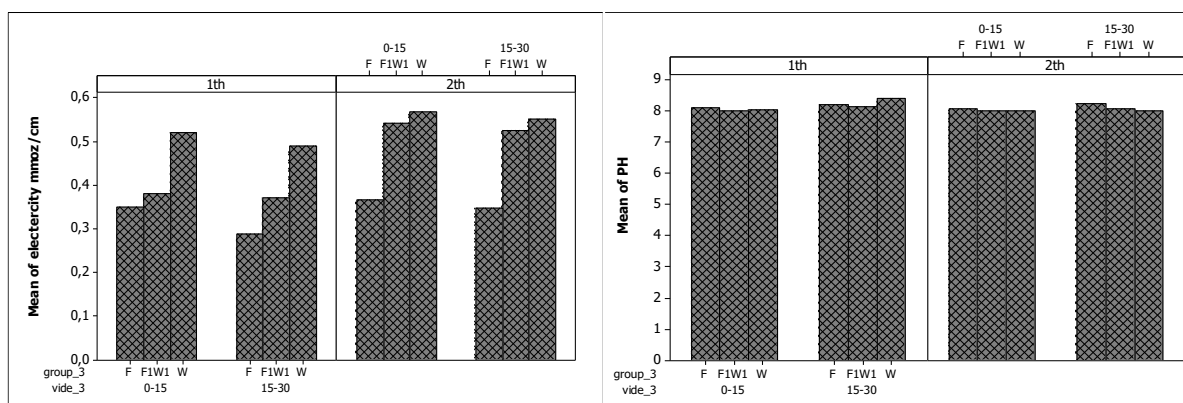 0-15 15-30
F F1W1 W F F1W1 W
1th 2th
0,6
0,5
0,4
0,3
0,2
0,1
0,0
Mean of electercity mmoz/cm
group_3 F F1W1 W F F1W1 W
vide_3 0-15 15-30
0-15 15-30
F F1W1 W F F1W1 W
1th 2th
9
8
7
6
5
4
3
2
1
0
Mean of PH
group_3 F F1W1 W F F1W1 W
vide_3 0-15 15-30